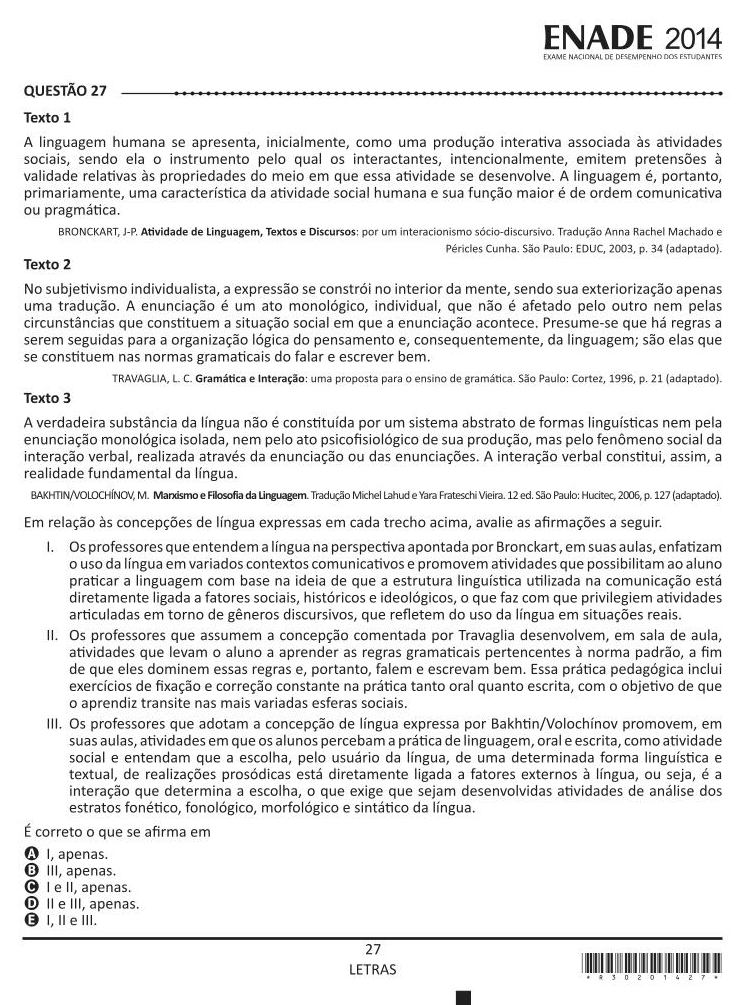 ENADE 2014
EXAME NACIONAL DE DESEMPENHO DOS ESTUDANTES
QUESTÃO 27
Texto 1
A linguagem humana se apresenta, inicialmente, como uma produção interativa associada às atividades
sociais, sendo ela o instrumento pelo qual os interactantes, intencionalmente, emitem pretensões à
validade relativas às propriedades do meio em que essa atividade se desenvolve. A linguagem é, portanto,
primariamente, uma característica da atividade social humana e sua função maior é de ordem comunicativa
ou pragmática.
BRONCKART, J-P. Atividade de Linguagem, Textos e Discursos: por um interacionismo sócio-discursivo. Tradução Anna Rachel Machado e
Péricles Cunha. São Paulo: EDUC, 2003, p. 34 (adaptado).
Texto 2
No subjetivismo individualista, a expressão se constrói no interior da mente, sendo sua exteriorização apenas
uma tradução. A enunciação é um ato monológico, individual, que não é afetado pelo outro nem pelas
circunstâncias que constituem a situação social em que a enunciação acontece. Presume-se que há regras a
serem seguidas para a organização lógica do pensamento e, consequentemente, da linguagem; são elas que
se constituem nas normas gramaticais do falar e escrever bem.
TRAVAGLIA, L. C. Gramática e Interação: uma proposta para o ensino de gramática. São Paulo: Cortez, 1996, p. 21 (adaptado).
Texto 3
A verdadeira substância da língua não é constituída por um sistema abstrato de formas linguísticas nem pela
enunciação monológica isolada, nem pelo ato psicofisiológico de sua produção, mas pelo fenômeno social da
interação verbal, realizada através da enunciação ou das enunciações. A interação verbal constitui, assim, a
realidade fundamental da língua.
BAKHTIN/VOLOCHÍNOV, M. Marxismo e Filosofia da Linguagem. Tradução Michel Lahud e Yara Frateschi Vieira. 12 ed. São Paulo: Hucitec, 2006, p. 127 (adaptado).
Em relação às concepções de língua expressas em cada trecho acima, avalie as afirmações a seguir.
I. Os professores que entendem a língua na perspectiva apontada por Bronckart, em suas aulas, enfatizam
o uso da língua em variados contextos comunicativos e promovem atividades que possibilitam ao aluno
praticar a linguagem com base na ideia de que a estrutura linguística utilizada na comunicação está
diretamente ligada a fatores sociais, históricos e ideológicos, o que faz com que privilegiem atividades
articuladas em torno de gêneros discursivos, que refletem do uso da língua em situações reais.
II. Os professores que assumem a concepção comentada por Travaglia desenvolvem, em sala de aula,
atividades que levam o aluno a aprender as regras gramaticais pertencentes à norma padrão, a fim
de que eles dominem essas regras e, portanto, falem e escrevam bem. Essa prática pedagógica inclui
exercícios de fixação e correção constante na prática tanto oral quanto escrita, com o objetivo de que
o aprendiz transite nas mais variadas esferas sociais.
III. Os professores que adotam a concepção de língua expressa por Bakhtin/Volochínov promovem, em
suas aulas, atividades em que os alunos percebam a prática de linguagem, oral e escrita, como atividade
social e entendam que a escolha, pelo usuário da língua, de uma determinada forma linguística e
textual, de realizações prosódicas está diretamente ligada a fatores externos à língua, ou seja, é a
interação que determina a escolha, o que exige que sejam desenvolvidas atividades de análise dos
estratos fonético, fonológico, morfológico e sintático da língua.
É correto o que se afirma em
A I, apenas.
B III, apenas.
C I e II, apenas.
D II e III, apenas.
E I, II e III.
27
LETRAS
* R 3 0 2 0 1 4 2 7 *